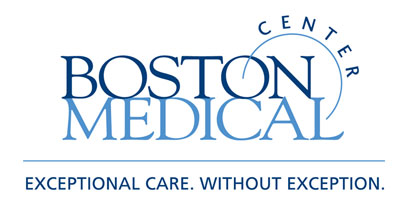 BOSTON
MEDICAL
CENTER
EXCEPTIONAL CARE. WITHOUT EXCEPTION.